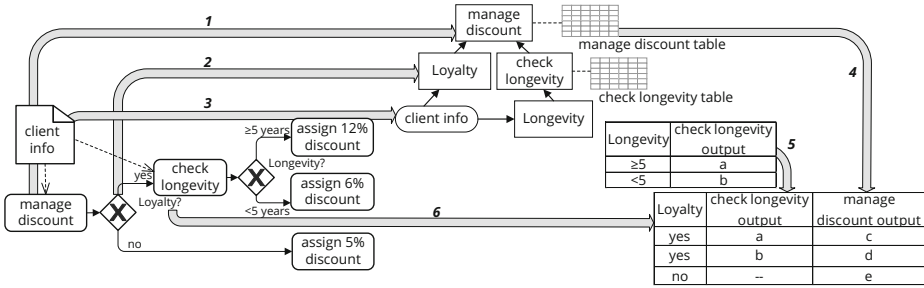 1
manage
discount
manage discount table
2
Loyalty
check
longevity
check longevity table
4
3
client info
Longevity
client
info
≥5 years
assign 12%
discount
Longevity?
yes
check
longevity
Loyalty?
assign 6%
discount
<5 years
manage
discount
no
assign 5%
discount
6
Longevity check longevity
output
≥5 a
<5 b
5
Loyalty check longevity manage
output discount output
yes a c
yes b d
no -- e
X
X